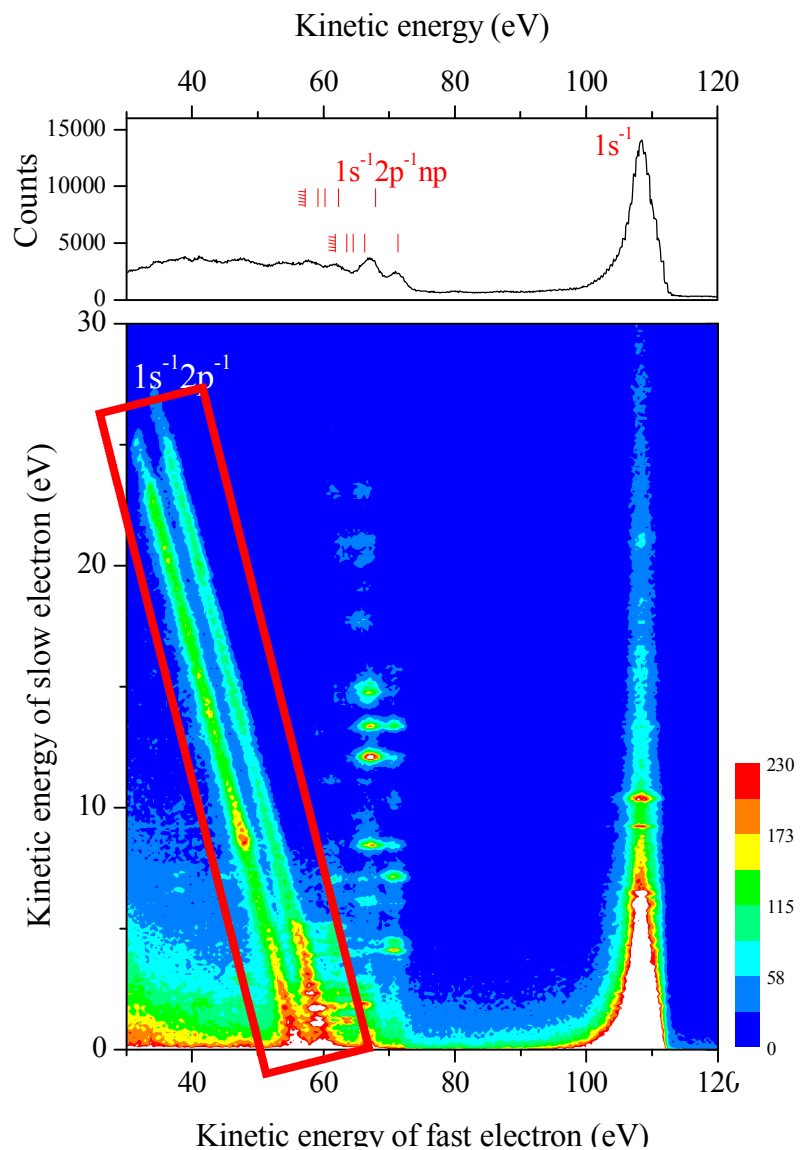 Kinetic energy (eV)
40 60 80 100 120
15000
10000
5000
0
Counts
1s⁻¹
1s⁻¹2p⁻¹np
30
20
10
0
1s⁻¹2p⁻¹
Kinetic energy of slow electron (eV)
230
173
115
58
0
40 60 80 100 120
Kinetic energy of fast electron (eV)